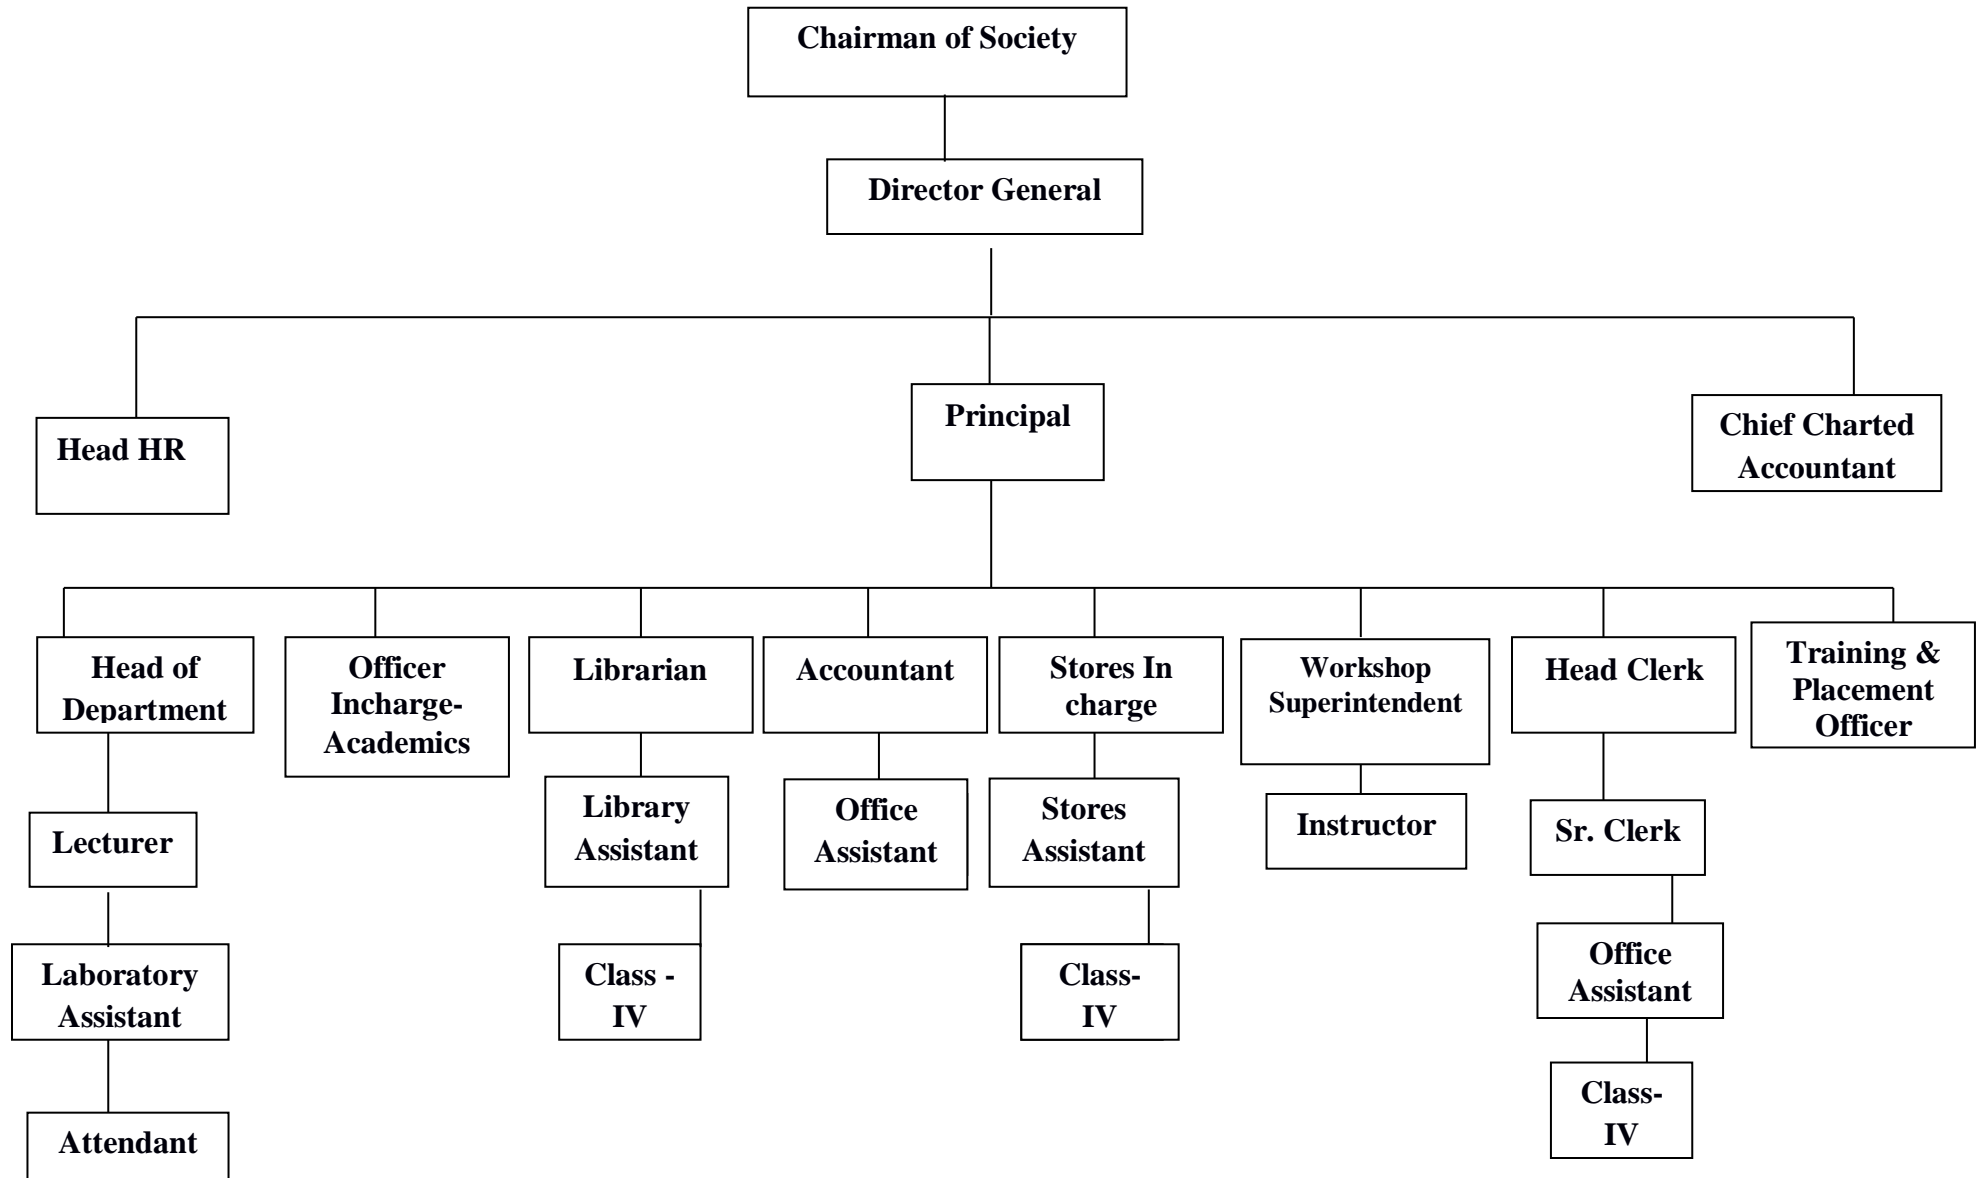 Chairman of Society
Director General
Head HR
Principal
Chief Charted
Accountant
Head of
Department
Officer
Incharge-
Academics
Librarian
Accountant
Stores In
charge
Workshop
Superintendent
Head Clerk
Training &
Placement
Officer
Lecturer
Library
Assistant
Office
Assistant
Stores
Assistant
Instructor
Sr. Clerk
Laboratory
Assistant
Class -
IV
Class-
IV
Office
Assistant
Attendant
Class-
IV